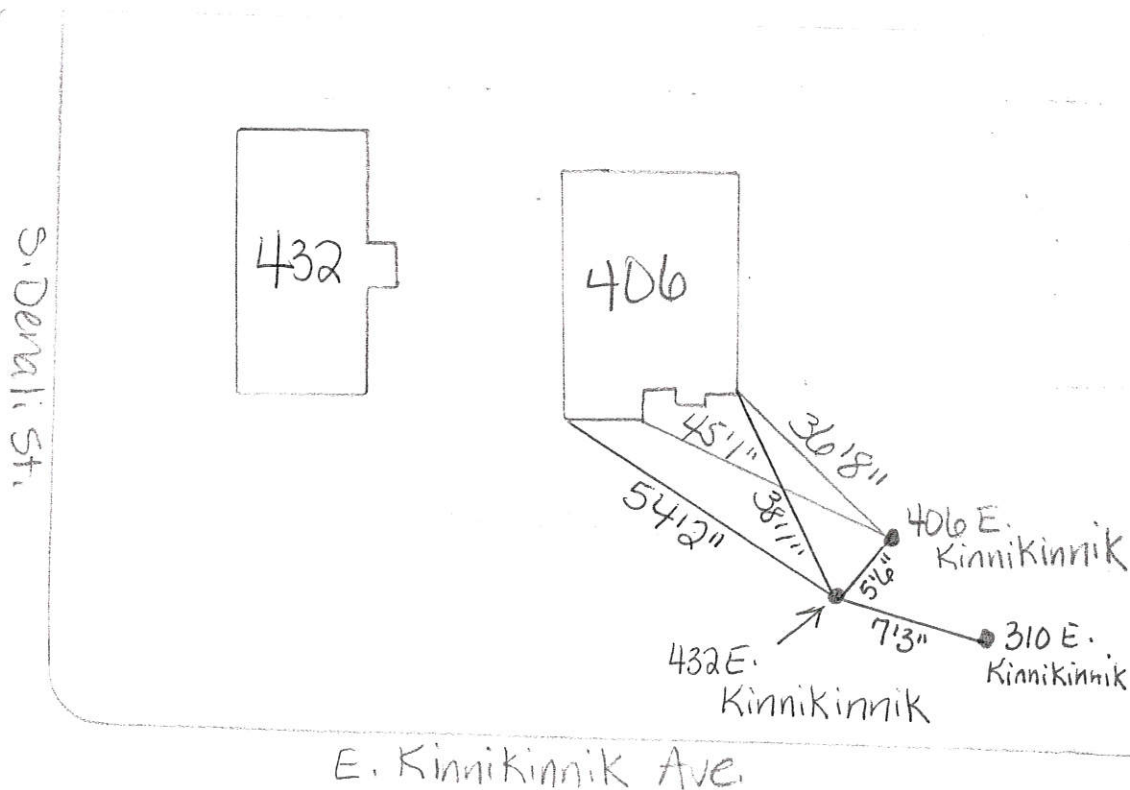 432
406
S. Denali St.
45'1"
36'8"
54'2"
38'1"
406 E.
Kinnikinnik
5'6"
7'3"
310 E.
Kinnikinnik
432 E.
Kinnikinnik
E. Kinnikinnik Ave.